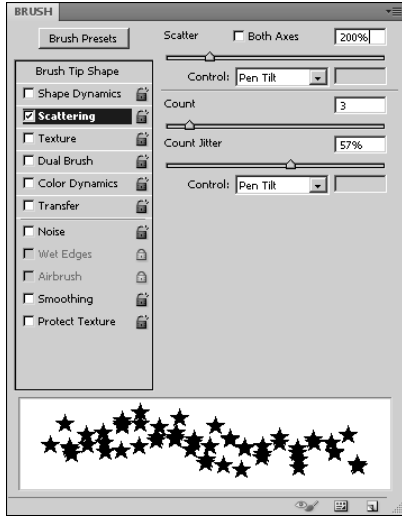 BRUSH
Brush Presets
Scatter Both Axes 200%
Control: Pen Tilt
Count 3
Count Jitter 57%
Control: Pen Tilt
Brush Tip Shape
Shape Dynamics
Scattering
Texture
Dual Brush
Color Dynamics
Transfer
Noise
Wet Edges
Airbrush
Smoothing
Protect Texture